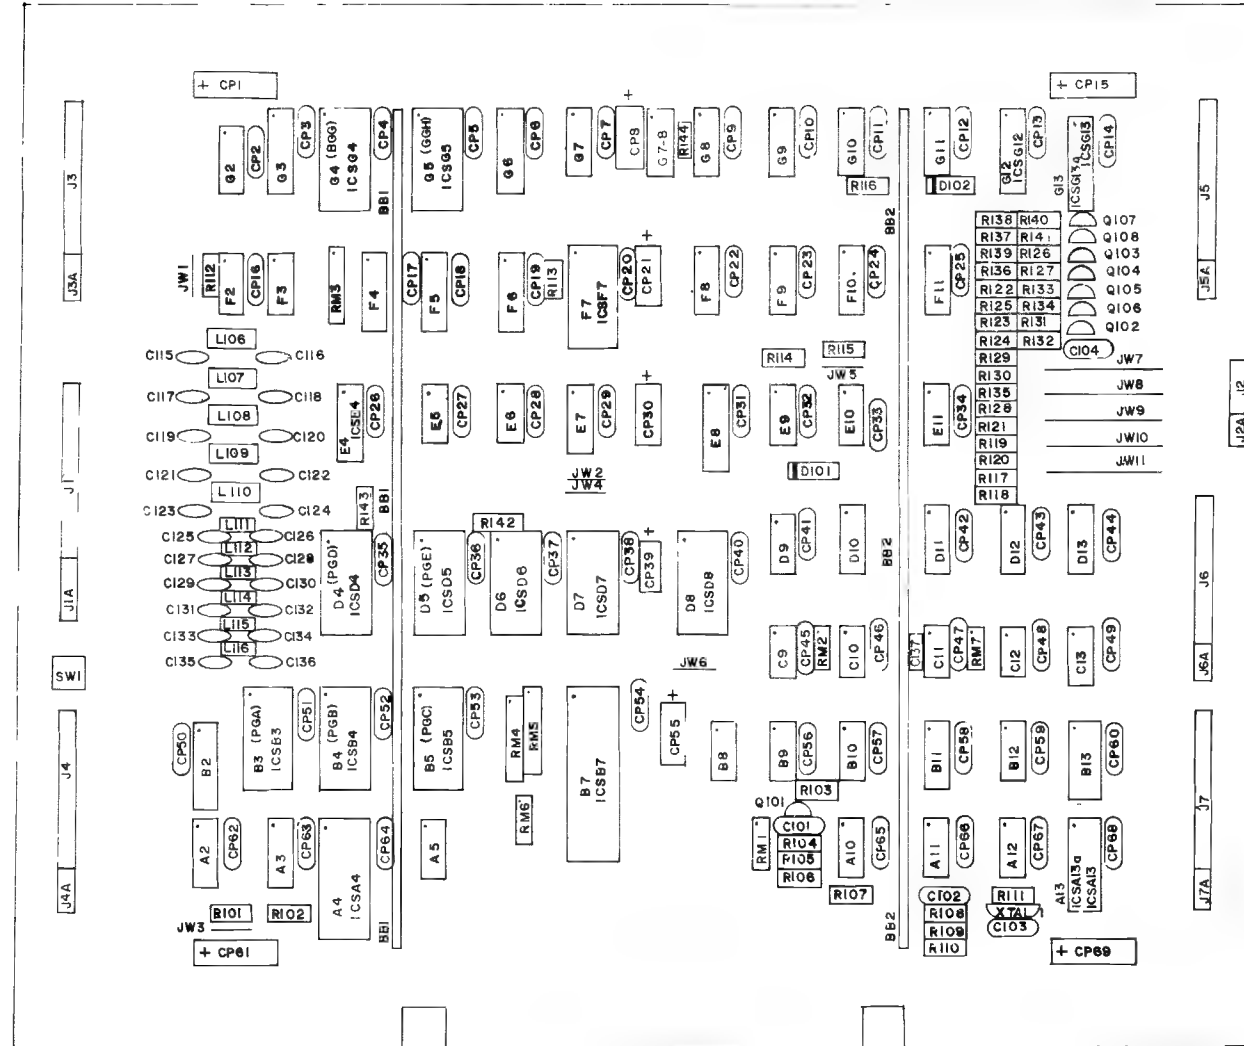 + CP1
+ CP15
J3
G2
CP2
G3
CP3
G4 (BGG)
ICSG4
CP4
BB1
G5 (GGH)
ICSG5
CP5
G6
CP6
G7
CP7
+
CP8
G7-8
R144
G8
CP9
G9
CP10
G10
CP11
R116
BB2
G11
CP12
D102
G12
ICSG12
CP13
G13
ICSG13a
ICSG13
CP14
J5
R138 R140
Q107
R137 R141
Q108
R139 R126
Q103
R136 R127
Q104
R122 R133
Q105
R125 R134
Q106
R123 R131
Q102
R124 R132
C104
R129
R130
R135
R128
R121
R119
R120
R117
R118
J3A
JW1
R112
F2
CP16
F3
RM3
F4
CP17
F5
CP18
F6
CP19
R113
F7
ICSF7
CP20
+
CP21
F8
CP22
F9
CP23
F10
CP24
F11
CP25
J5A
L106
C115
C116
L107
C117
C118
L108
C119
C120
L109
C121
C122
L110
C123
C124
L111
C125
C126
L112
C127
C128
L113
C129
C130
L114
C131
C132
L115
C133
C134
L116
C135
C136
R114
R115
JW5
JW7
JW8
JW9
JW10
JW11
J2
J2A
J1
E4
ICSE4
CP26
E5
CP27
E6
CP28
E7
CP29
+
CP30
E8
CP31
E9
CP32
E10
CP33
E11
CP34
JW2
JW4
D101
R143
BB1
R142
J1A
D4 (PGD)
ICSD4
CP35
D5 (PGE)
ICSD5
CP36
D6
ICSD6
CP37
D7
ICSD7
CP38
+
CP39
D8
ICSD8
CP40
D9
CP41
D10
BB2
D11
CP42
D12
CP43
D13
CP44
J6
JW6
C9
CP45
RM2
C10
CP46
C137
C11
CP47
RM7
C12
CP48
C13
CP49
J6A
SW1
J4
CP50
B2
B3 (PGA)
ICSB3
CP51
B4 (PGB)
ICSB4
CP52
B5 (PGC)
ICSB5
CP53
RM4
RM5
RM6
B7
ICSB7
CP54
+
CP55
B8
B9
CP56
B10
CP57
R103
B11
CP58
B12
CP59
B13
CP60
J7
J4A
A2
CP62
A3
CP63
A4
ICSA4
CP64
BB1
A5
Q101
RM1
C101
R104
R105
R106
A10
CP65
R107
BB2
A11
CP66
C102
R108
R109
R110
A12
CP67
R111
XTAL 1
C103
A13
ICSA13a
ICSA13
CP68
J7A
R101
R102
JW3
+ CP61
+ CP69